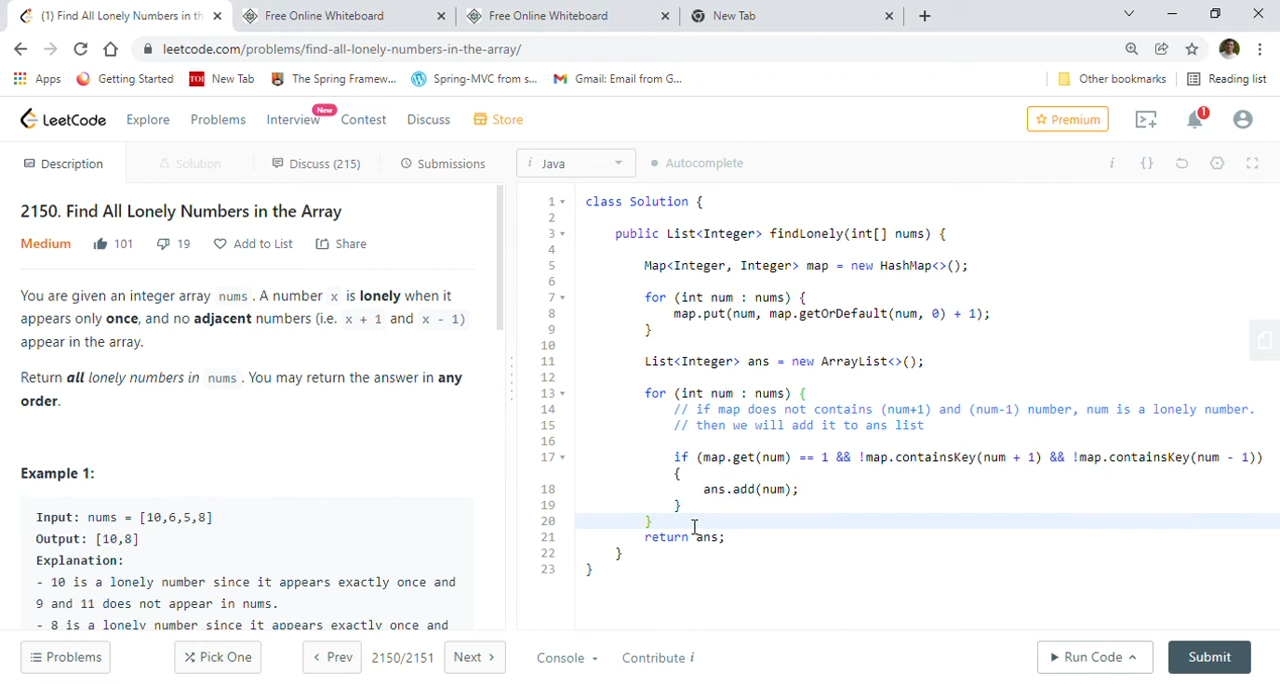 (1) Find All Lonely Numbers in th
Free Online Whiteboard
Free Online Whiteboard
New Tab
leetcode.com/problems/find-all-lonely-numbers-in-the-array/
Apps
Getting Started
TOI
New Tab
The Spring Framew...
Spring-MVC from s...
Gmail: Email from G...
Other bookmarks
Reading list
LeetCode
Explore
Problems
Interview
New
Contest
Discuss
Store
Premium
1
Description
Solution
Discuss (215)
Submissions
i Java
Autocomplete
i
{}
2150. Find All Lonely Numbers in the Array
Medium
101
19
Add to List
Share
You are given an integer array nums . A number x is lonely when it
appears only once, and no adjacent numbers (i.e. x + 1 and x - 1)
appear in the array.
Return all lonely numbers in nums . You may return the answer in any
order.
Example 1:
Input: nums = [10,6,5,8]
Output: [10,8]
Explanation:
- 10 is a lonely number since it appears exactly once and
9 and 11 does not appear in nums.
- 8 is a lonely number since it appears exactly once and
1 class Solution {
2
3 public List<Integer> findLonely(int[] nums) {
4
5 Map<Integer, Integer> map = new HashMap<>();
6
7 for (int num : nums) {
8 map.put(num, map.getOrDefault(num, 0) + 1);
9 }
10
11 List<Integer> ans = new ArrayList<>();
12
13 for (int num : nums) {
14 // if map does not contains (num+1) and (num-1) number, num is a lonely number.
15 // then we will add it to ans list
16
17 if (map.get(num) == 1 && !map.containsKey(num + 1) && !map.containsKey(num - 1))
{
18 ans.add(num);
19 }
20 }
21 return ans;
22 }
23 }
Problems
Pick One
Prev
2150/2151
Next
Console
Contribute i
Run Code
Submit